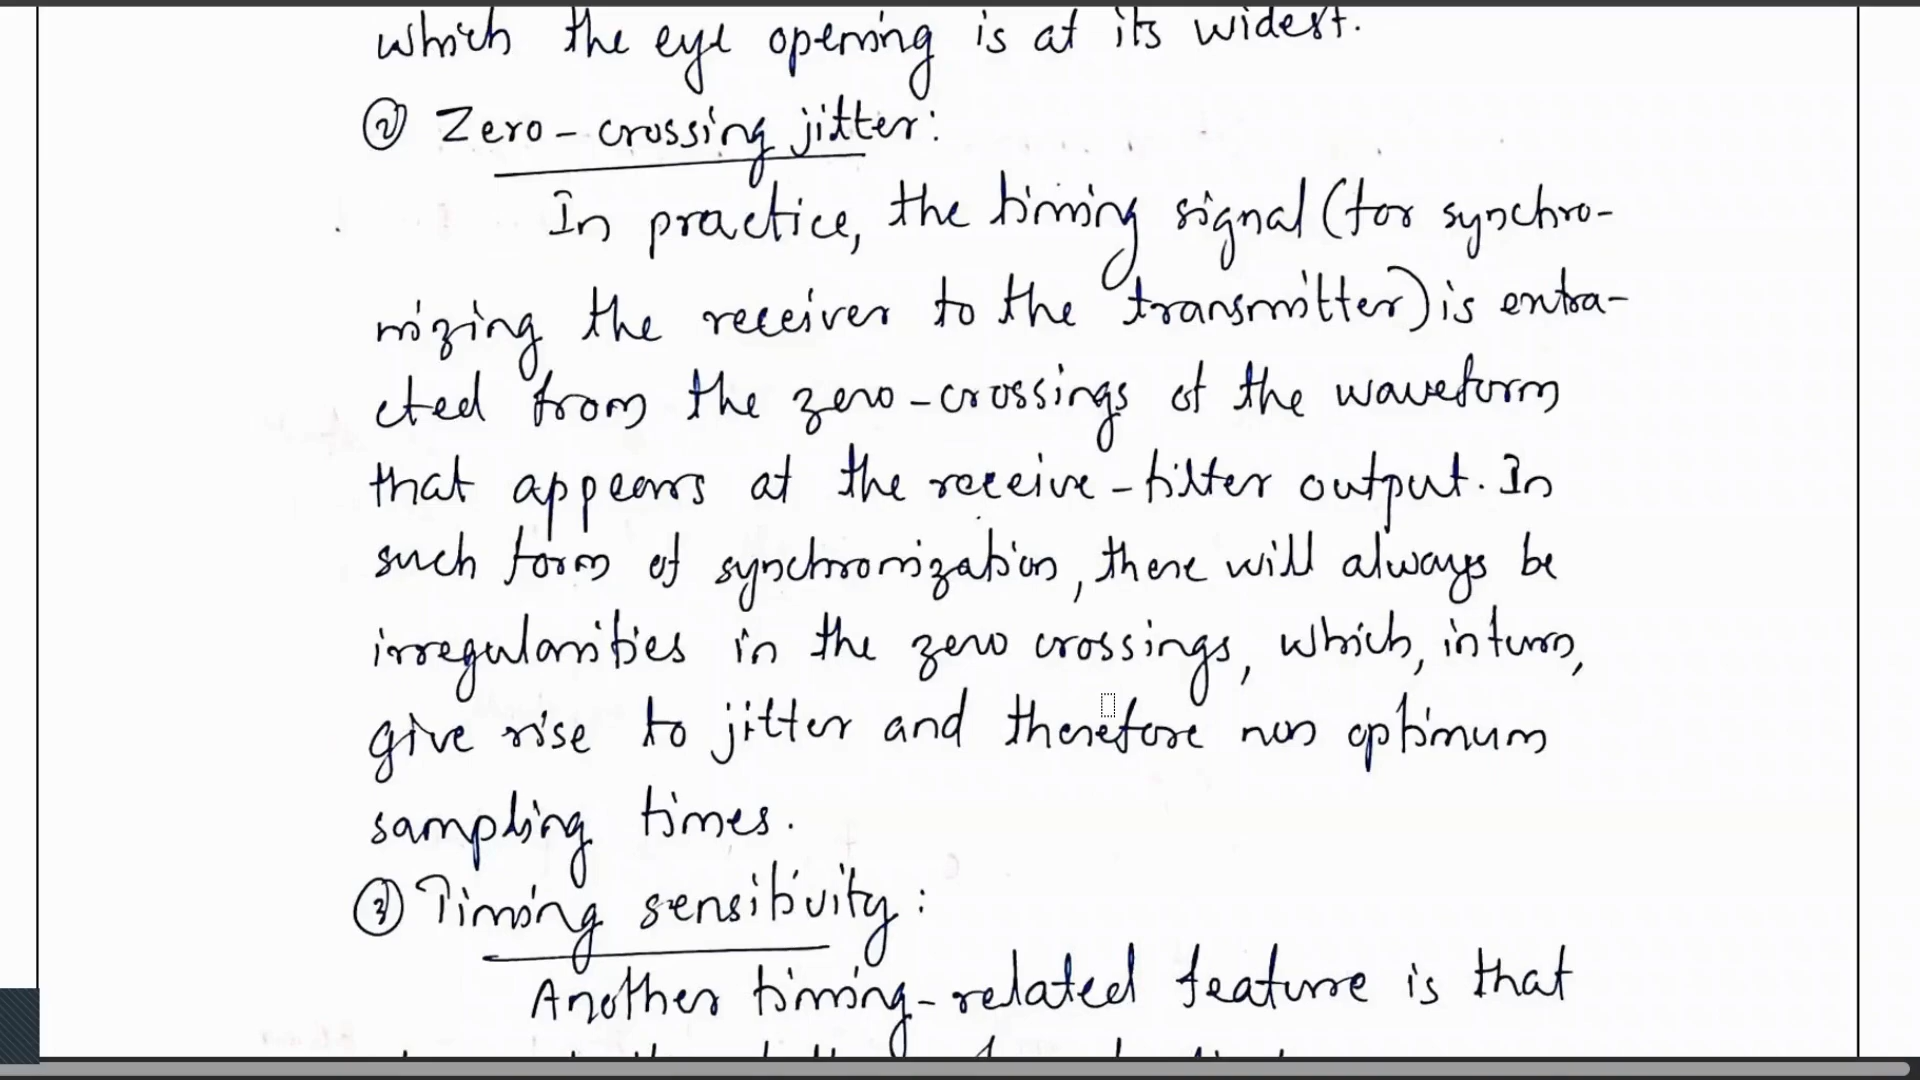 which the eye opening is at its widest.
② Zero-crossing jitter:
In practice, the timing signal (for synchro-
nizing the receiver to the transmitter) is extra-
cted from the zero-crossings of the waveform
that appears at the receive-filter output. In
such form of synchronization, there will always be
irregularities in the zero crossings, which, in turn,
give rise to jitter and therefore non optimum
sampling times.
③ Timing sensitivity:
Another timing-related feature is that